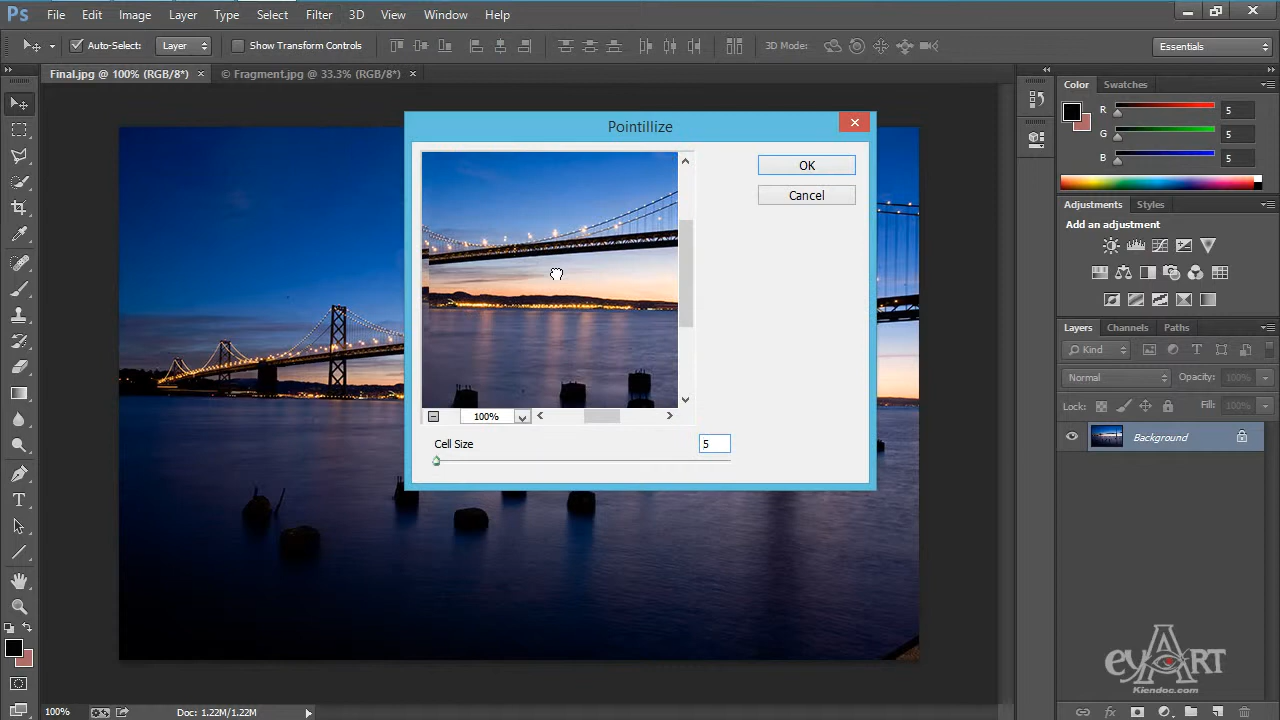 Ps File Edit Image Layer Type Select Filter 3D View Window Help
Auto-Select: Layer Show Transform Controls 3D Mode: Essentials
Final.jpg @ 100% (RGB/8*) × © Fragment.jpg @ 33.3% (RGB/8*) ×
Pointillize
OK
Cancel
100%
Cell Size 5
Color Swatches
R 5
G 5
B 5
Adjustments Styles
Add an adjustment
Layers Channels Paths
Kind
Normal Opacity: 100%
Lock: Fill: 100%
Background
eyART
Kiendoc.com
100% Doc: 1.22M/1.22M